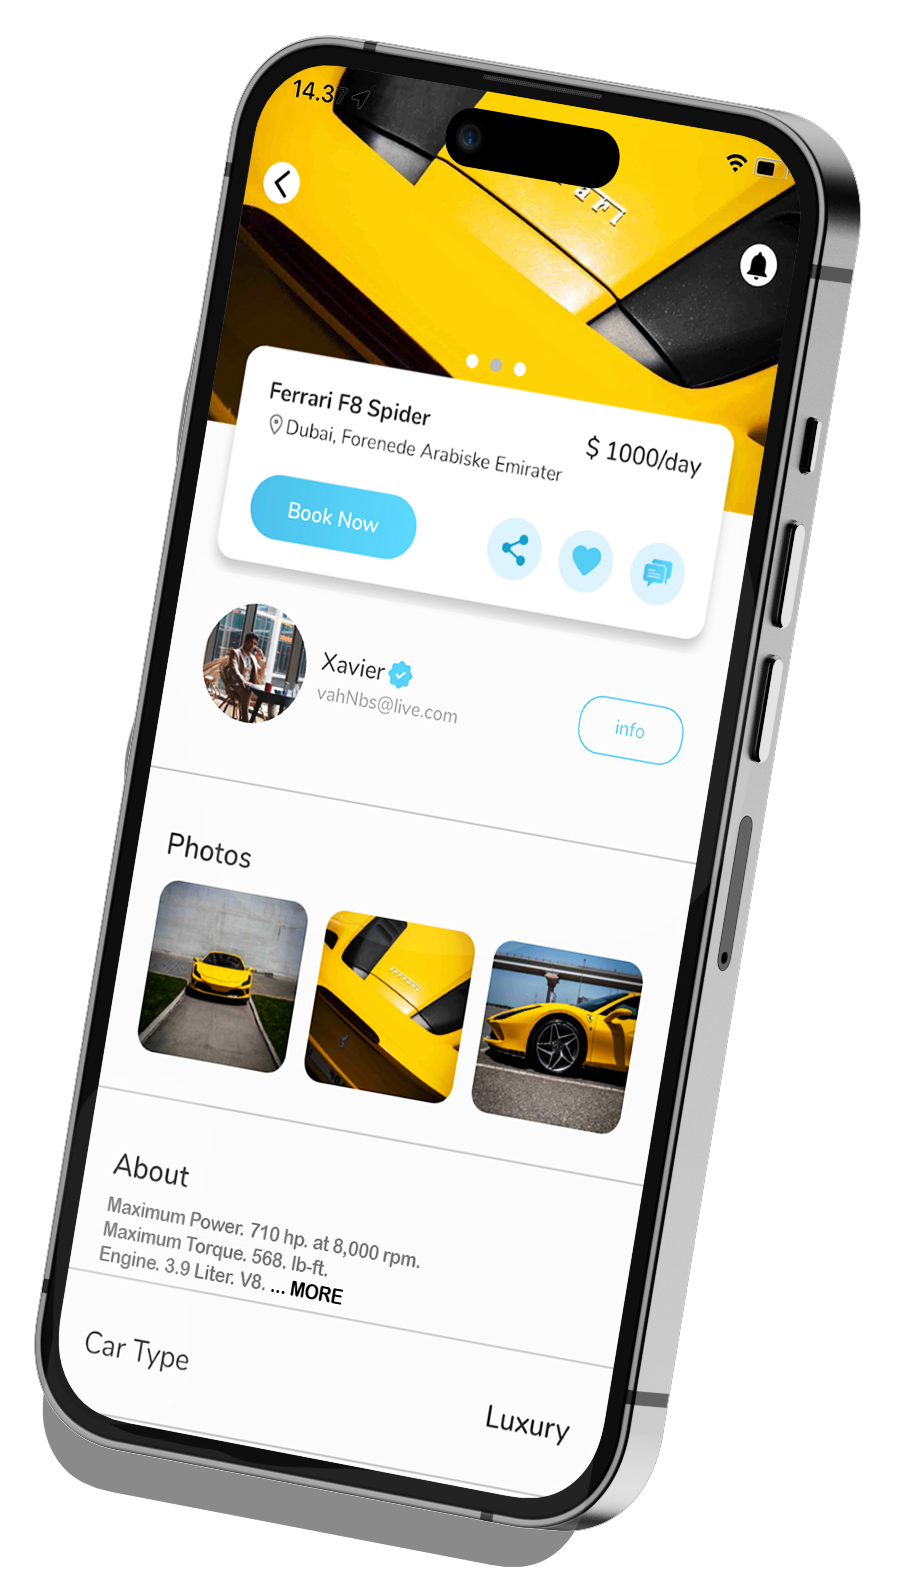 14.37
Ferrari F8 Spider
Dubai, Forenede Arabiske Emirater
$ 1000/day
Book Now
Xavier
vahNbs@live.com
info
Photos
About
Maximum Power. 710 hp. at 8,000 rpm.
Maximum Torque. 568. lb-ft.
Engine. 3.9 Liter. V8. ... MORE
Car Type
Luxury